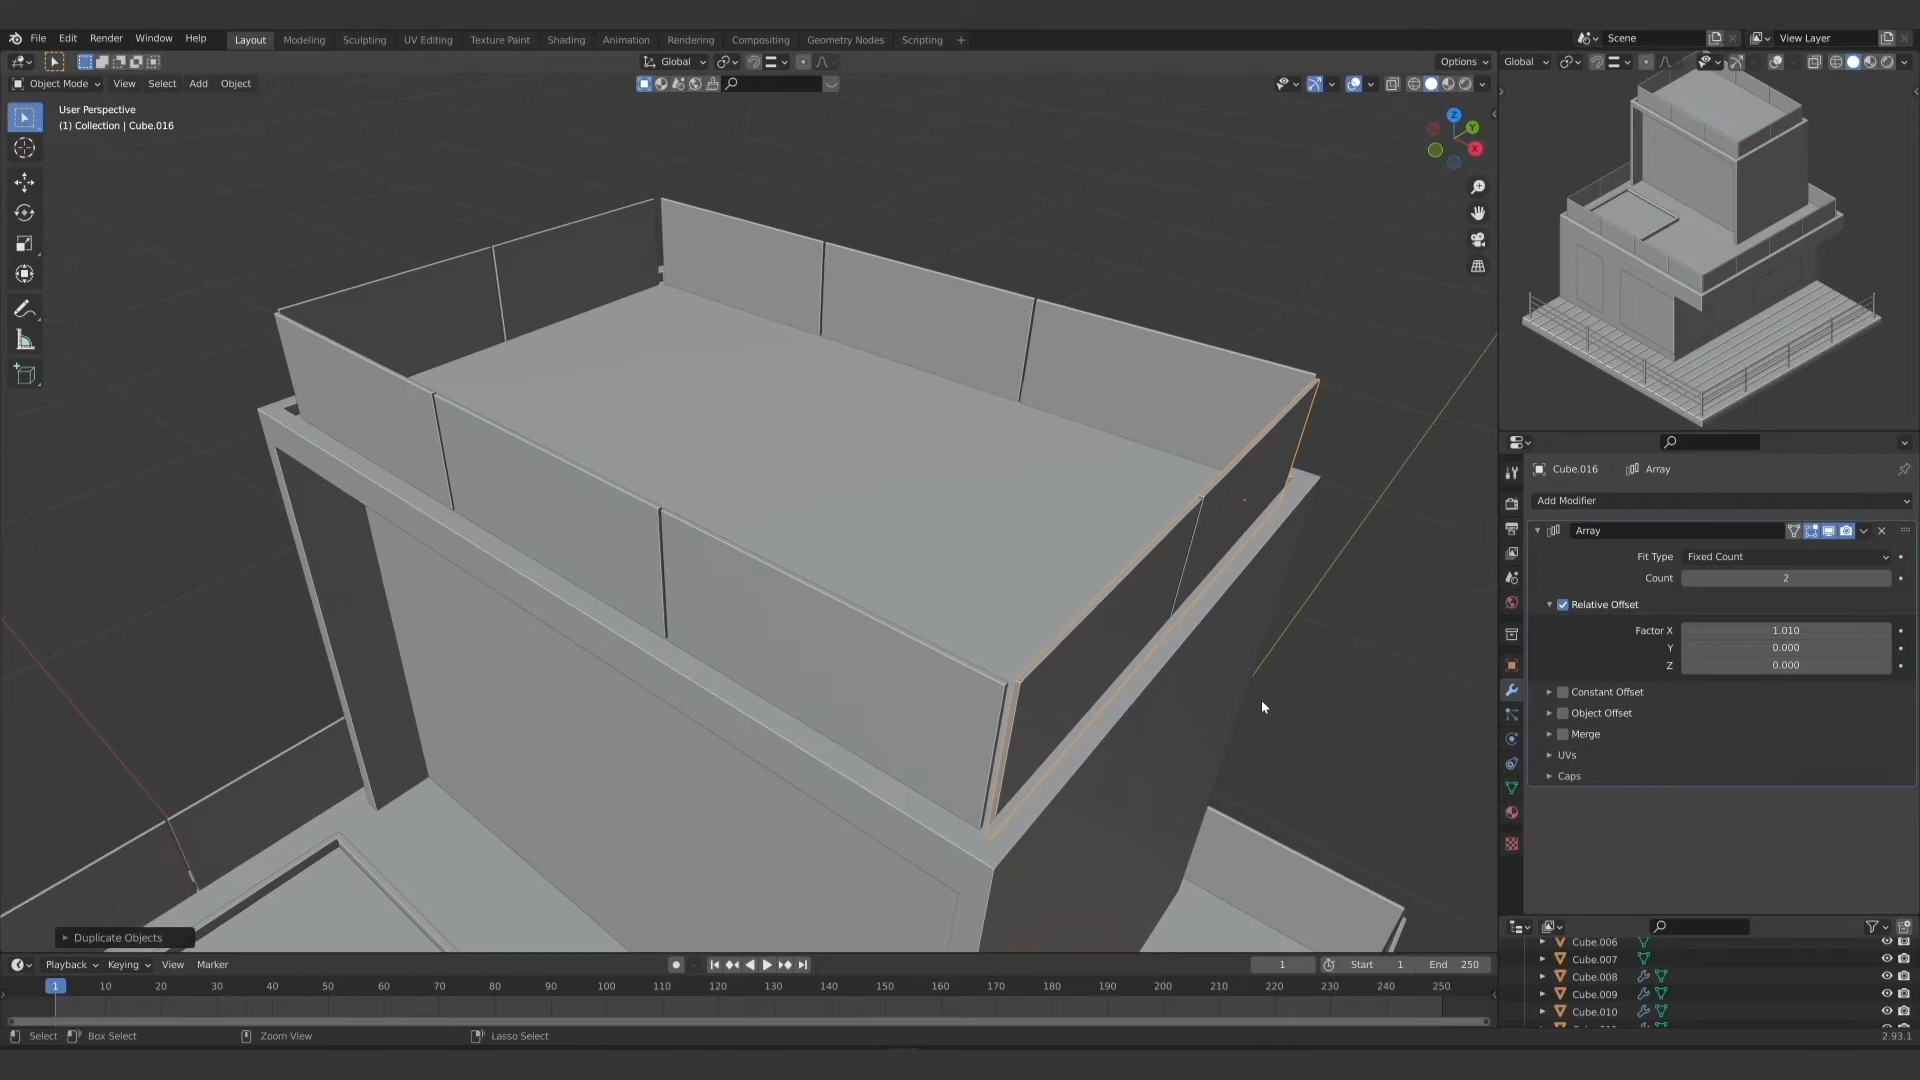 File Edit Render Window Help Layout Modeling Sculpting UV Editing Texture Paint Shading Animation Rendering Compositing Geometry Nodes Scripting + Scene View Layer
Global Options Global
Object Mode View Select Add Object
User Perspective
(1) Collection | Cube.016
Z
Y
X
Cube.016 Array
Add Modifier
Array
Fit Type Fixed Count
Count 2
Relative Offset
Factor X 1.010
Y 0.000
Z 0.000
Constant Offset
Object Offset
Merge
UVs
Caps
Duplicate Objects
Cube.006
Cube.007
Cube.008
Cube.009
Cube.010
Playback Keying View Marker 1 Start 1 End 250
1 10 20 30 40 50 60 70 80 90 100 110 120 130 140 150 160 170 180 190 200 210 220 230 240 250
Select Box Select Zoom View Lasso Select 2.93.1